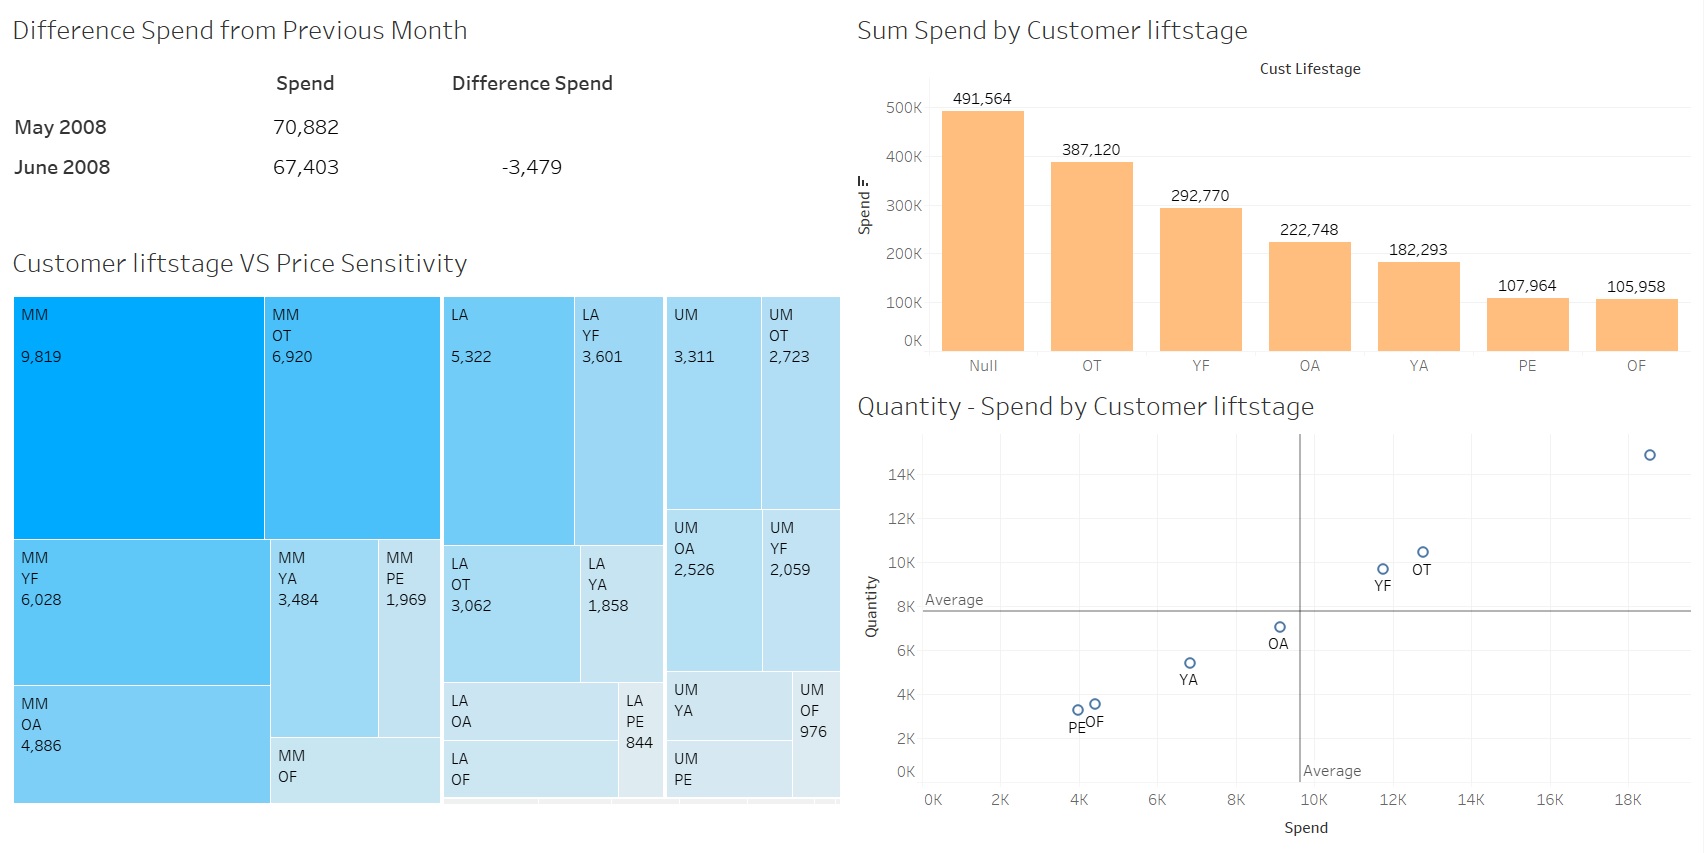 Difference Spend from Previous Month
Spend Difference Spend
May 2008 70,882
June 2008 67,403 -3,479
Customer liftstage VS Price Sensitivity
MM
9,819
MM
OT
6,920
MM
YF
6,028
MM
OA
4,886
MM
YA
3,484
MM
PE
1,969
MM
OF
LA
5,322
LA
YF
3,601
LA
OT
3,062
LA
YA
1,858
LA
OA
LA
OF
LA
PE
844
UM
3,311
UM
OT
2,723
UM
OA
2,526
UM
YF
2,059
UM
YA
UM
PE
UM
OF
976
Sum Spend by Customer liftstage
Cust Lifestage
Spend
500K
400K
300K
200K
100K
0K
491,564
387,120
292,770
222,748
182,293
107,964
105,958
Null OT YF OA YA PE OF
Quantity - Spend by Customer liftstage
Quantity
14K
12K
10K
8K
6K
4K
2K
0K
Average
OT
YF
OA
YA
PE
OF
Average
0K 2K 4K 6K 8K 10K 12K 14K 16K 18K
Spend